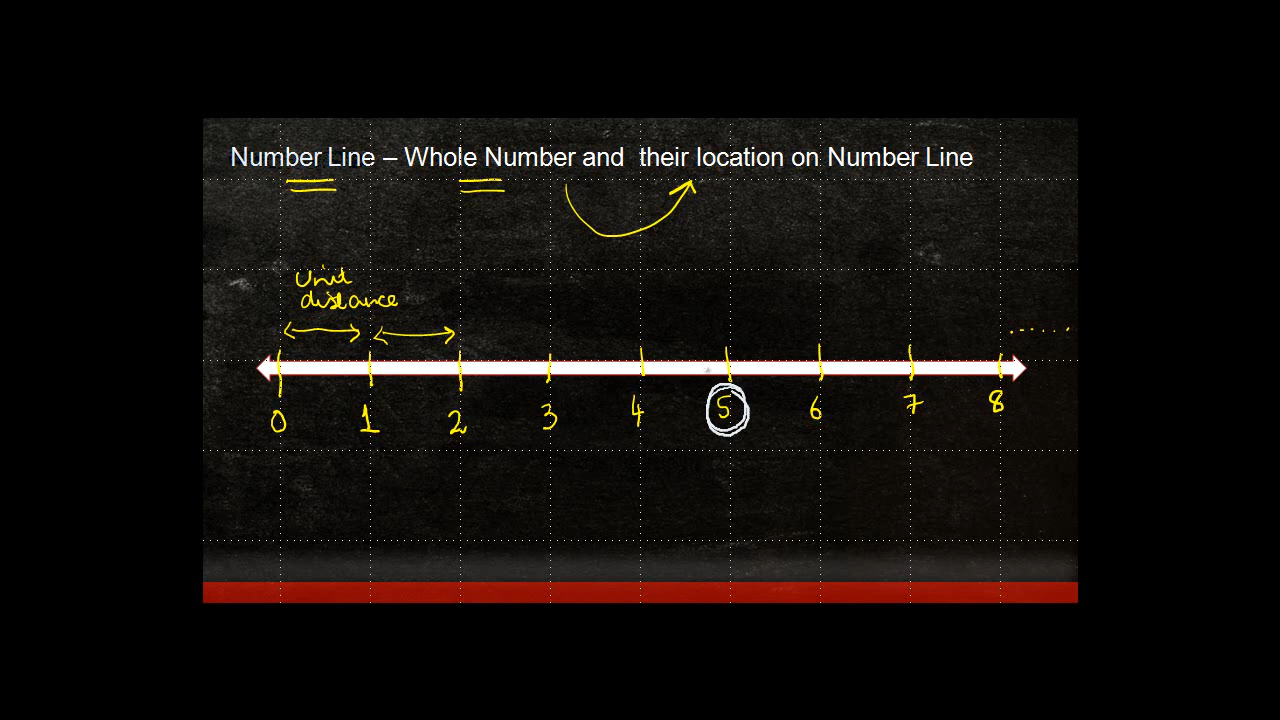 Number Line – Whole Number and their location on Number Line
Unit
distance
......
0 1 2 3 4 5 6 7 8